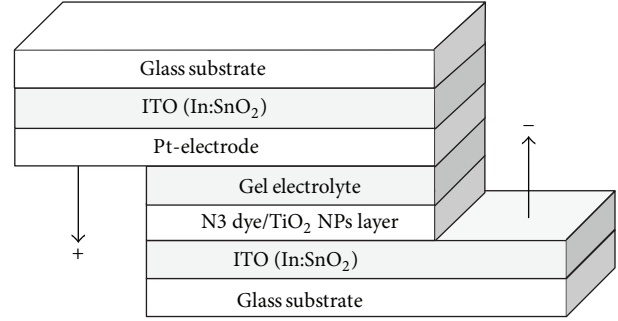 Glass substrate
ITO (In:SnO₂)
Pt-electrode
−
Gel electrolyte
N3 dye/TiO₂ NPs layer
+
ITO (In:SnO₂)
Glass substrate